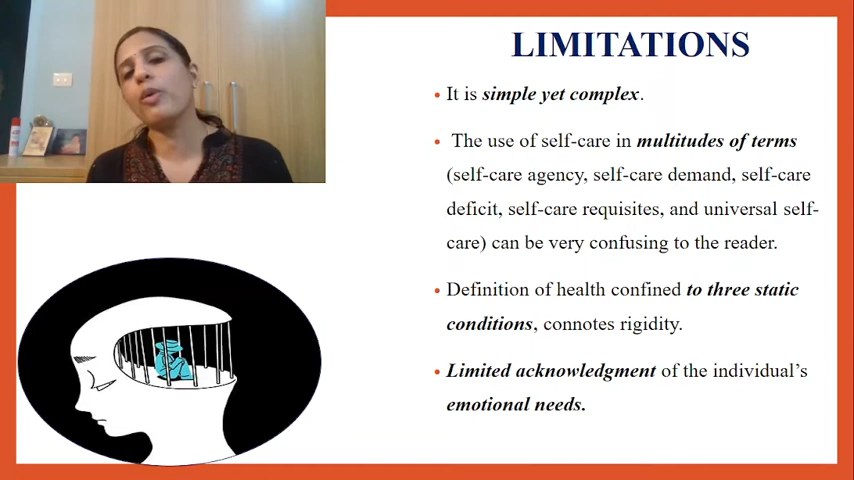 LIMITATIONS
• It is simple yet complex.
• The use of self-care in multitudes of terms
(self-care agency, self-care demand, self-care
deficit, self-care requisites, and universal self-
care) can be very confusing to the reader.
• Definition of health confined to three static
conditions, connotes rigidity.
• Limited acknowledgment of the individual’s
emotional needs.